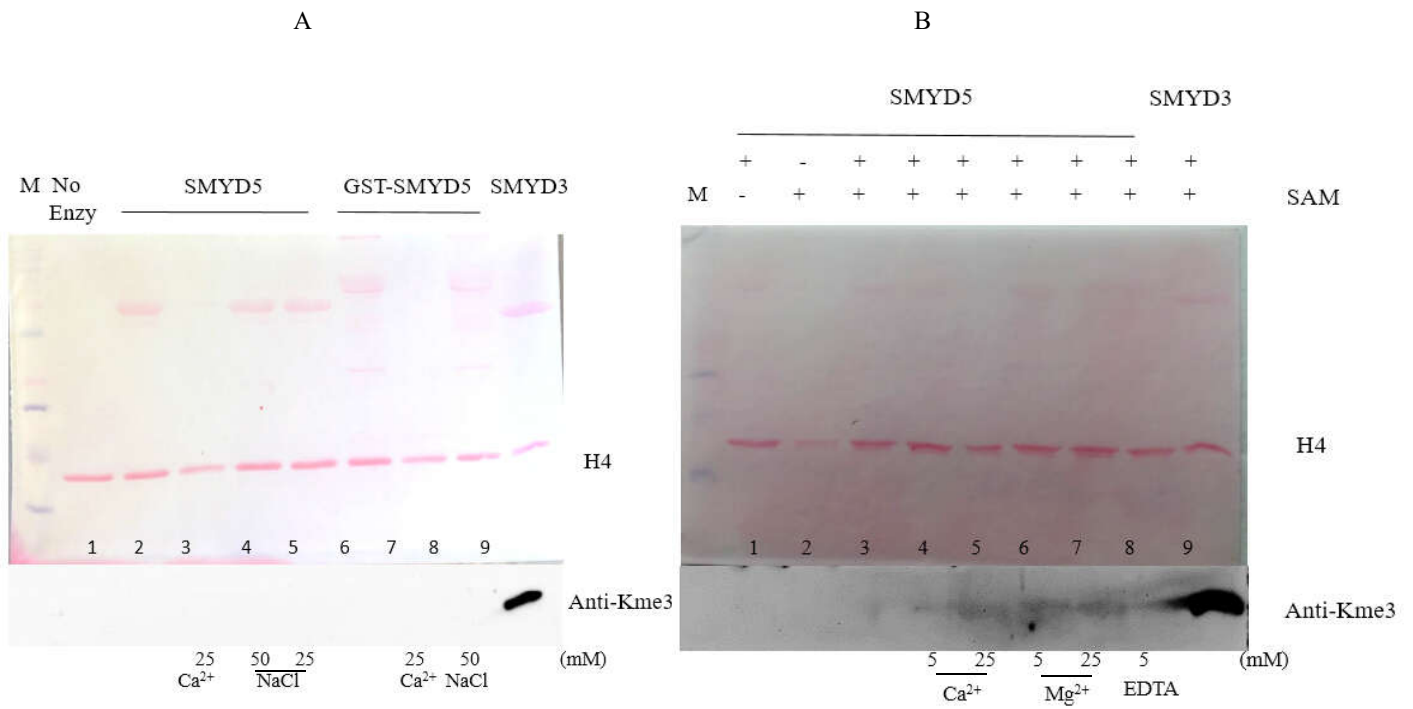 A
B
SMYD5
SMYD3
+ - + + + + + + +
M - + + + + + + + + SAM
M No
Enzy
SMYD5
GST-SMYD5
SMYD3
H4
H4
1 2 3 4 5 6 7 8 9
1 2 3 4 5 6 7 8 9
Anti-Kme3
Anti-Kme3
25 50 25 25 50 (mM)
Ca²⁺ NaCl Ca²⁺ NaCl
5 25 5 25 5 (mM)
Ca²⁺ Mg²⁺ EDTA